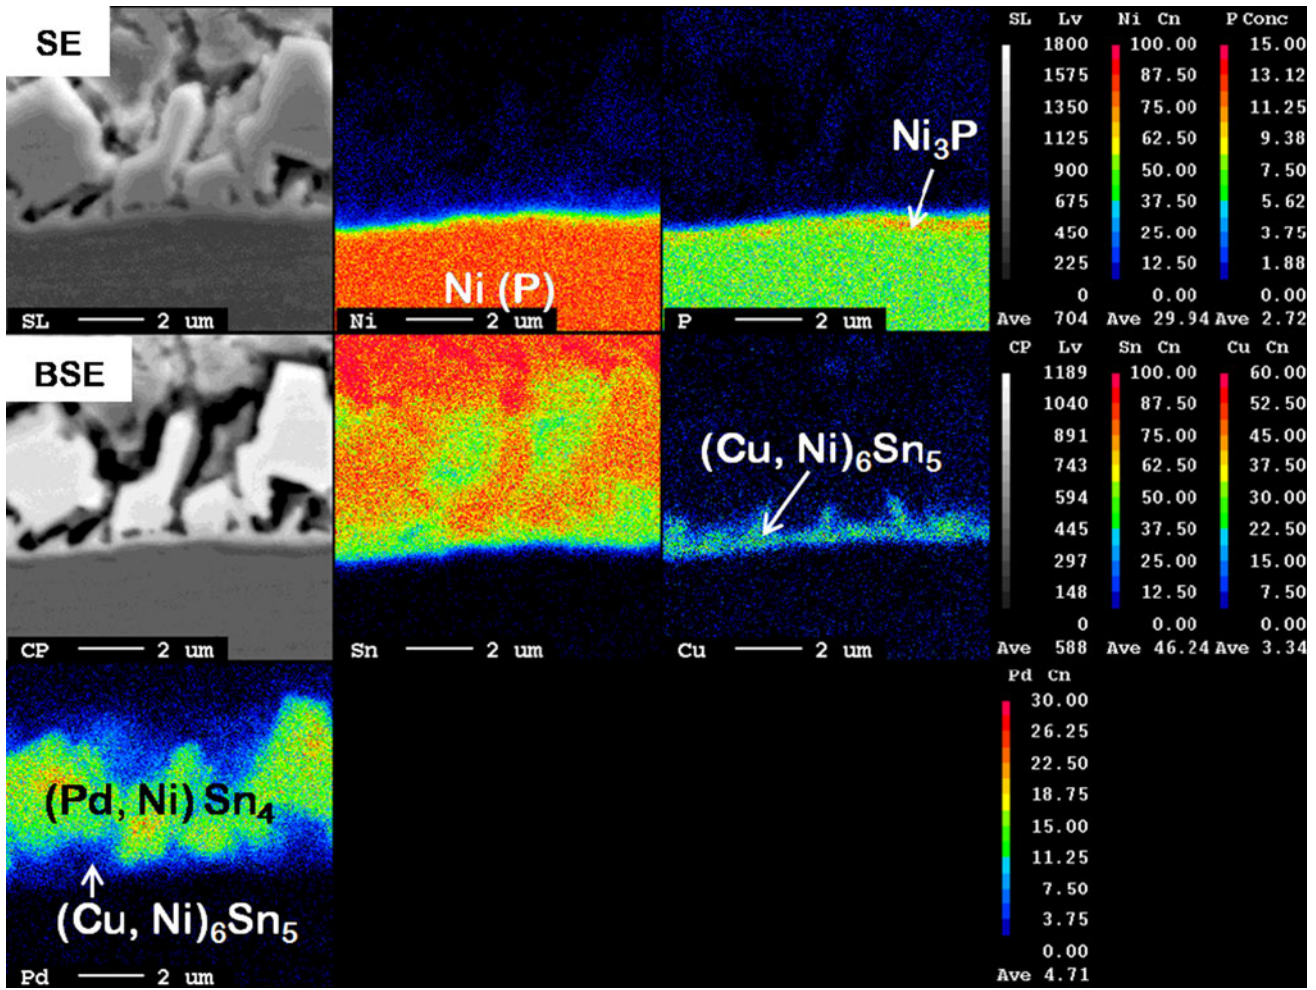 SE
SL 2 um
Ni (P)
Ni 2 um
Ni₃P
P 2 um
SL Lv Ni Cn P Conc
1800 100.00 15.00
1575 87.50 13.12
1350 75.00 11.25
1125 62.50 9.38
900 50.00 7.50
675 37.50 5.62
450 25.00 3.75
225 12.50 1.88
0 0.00 0.00
Ave 704 Ave 29.94 Ave 2.72
BSE
CP 2 um
Sn 2 um
(Cu, Ni)₆Sn₅
Cu 2 um
CP Lv Sn Cn Cu Cn
1189 100.00 60.00
1040 87.50 52.50
891 75.00 45.00
743 62.50 37.50
594 50.00 30.00
445 37.50 22.50
297 25.00 15.00
148 12.50 7.50
0 0.00 0.00
Ave 588 Ave 46.24 Ave 3.34
(Pd, Ni) Sn₄
(Cu, Ni)₆Sn₅
Pd 2 um
Pd Cn
30.00
26.25
22.50
18.75
15.00
11.25
7.50
3.75
0.00
Ave 4.71